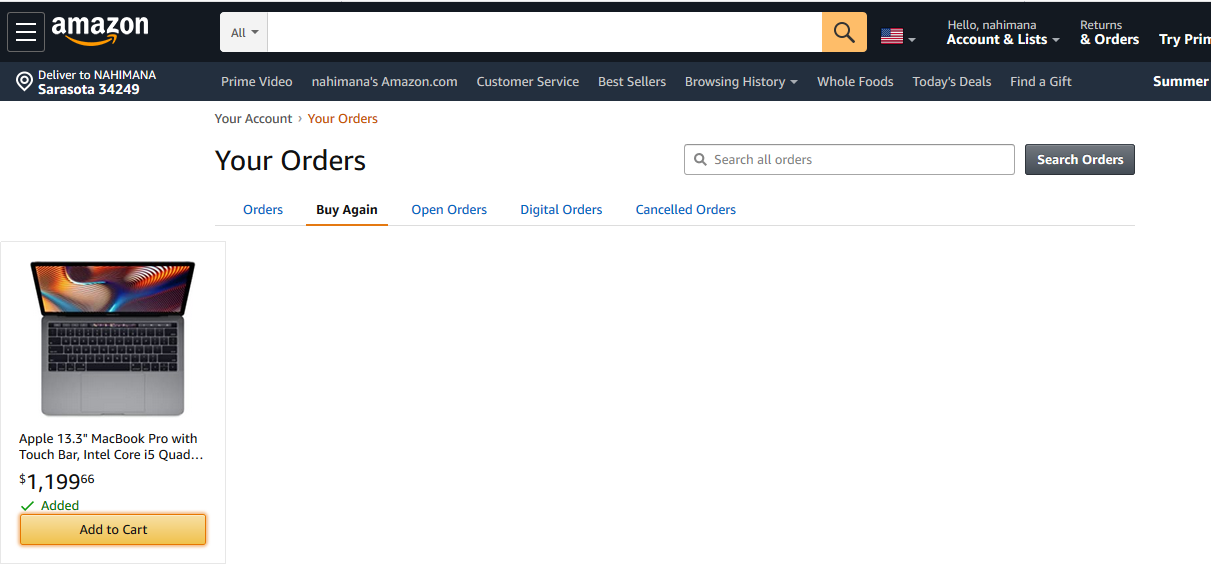 amazon
All
Hello, nahimana
Account & Lists
Returns
& Orders
Try Prim
Deliver to NAHIMANA
Sarasota 34249
Prime Video
nahimana's Amazon.com
Customer Service
Best Sellers
Browsing History
Whole Foods
Today's Deals
Find a Gift
Summer
Your Account › Your Orders
Your Orders
Search all orders
Search Orders
Orders
Buy Again
Open Orders
Digital Orders
Cancelled Orders
Apple 13.3" MacBook Pro with
Touch Bar, Intel Core i5 Quad…
$1,19966
Added
Add to Cart